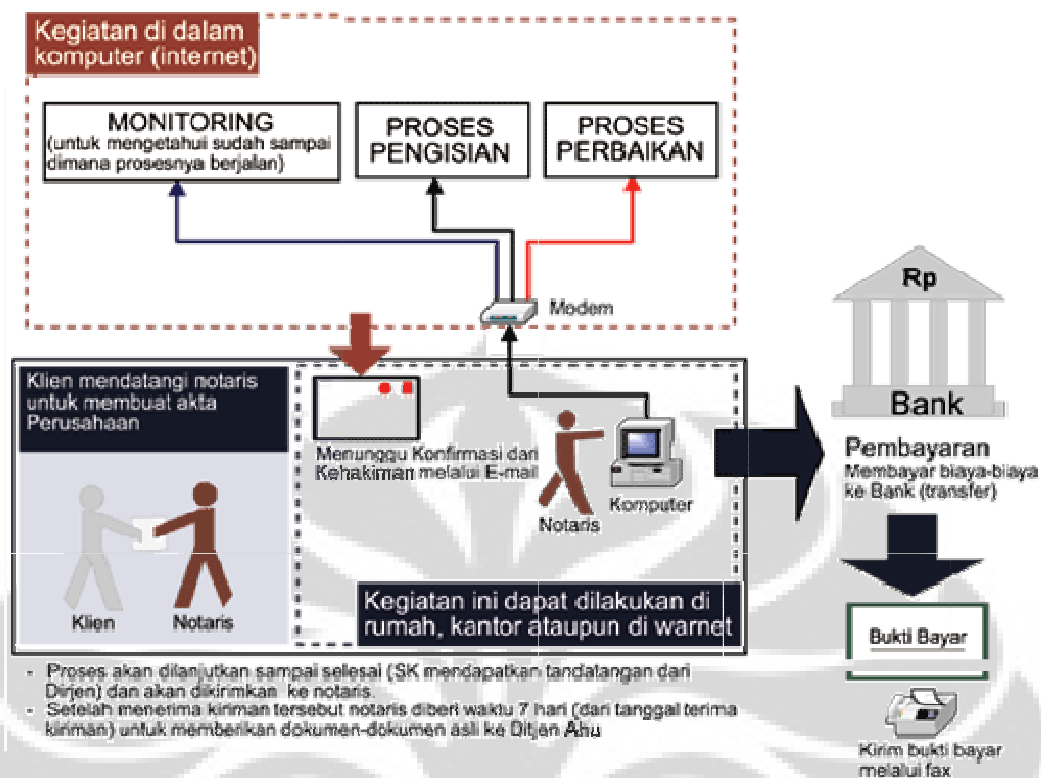 Kegiatan di dalam
komputer (internet)
MONITORING
(untuk mengetahui sudah sampai
dimana prosesnya berjalan)
PROSES
PENGISIAN
PROSES
PERBAIKAN
Modem
Klien mendatangi notaris
untuk membuat akta
Perusahaan
Klien
Notaris
Menunggu Konfirmasi dari
Kehakiman melalui E-mail
Notaris
Komputer
Kegiatan ini dapat dilakukan di
rumah, kantor ataupun di warnet
Rp
Bank
Pembayaran
Membayar biaya-biaya
ke Bank (transfer)
Bukti Bayar
Kirim bukti bayar
melalui fax
- Proses akan dilanjutkan sampai selesai (SK mendapatkan tandatangan dari
Dirjen) dan akan dikirimkan ke notaris.
- Setelah menerima kiriman tersebut notaris diberi waktu 7 hari (dari tanggal terima
kiriman) untuk memberikan dokumen-dokumen asli ke Ditjen Ahu